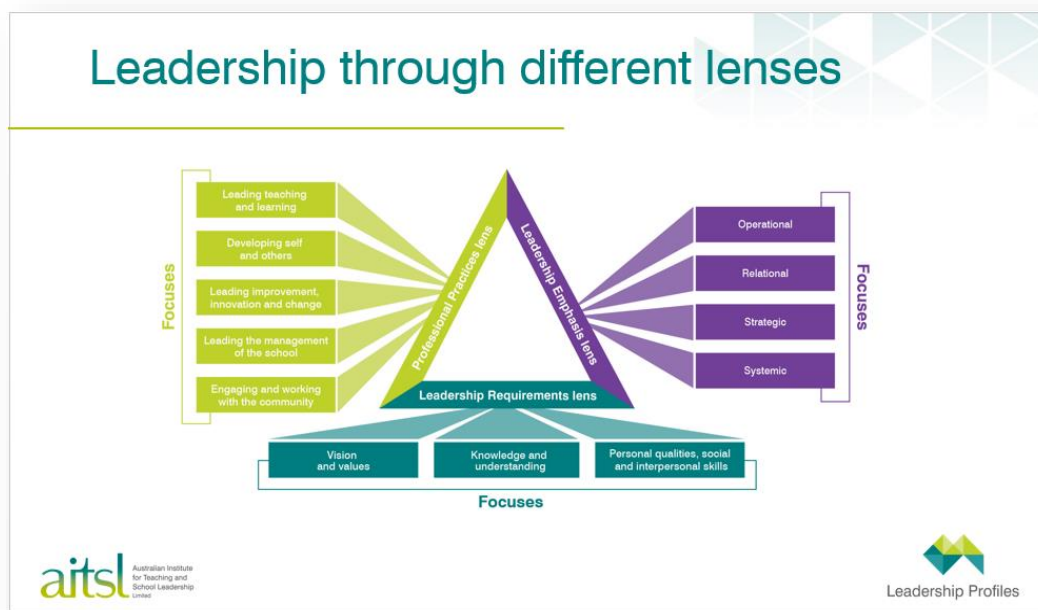 Leadership through different lenses
Focuses
Leading teaching
and learning
Developing self
and others
Leading improvement,
innovation and change
Leading the management
of the school
Engaging and working
with the community
Professional Practices lens
Leadership Emphasis lens
Leadership Requirements lens
Operational
Relational
Strategic
Systemic
Focuses
Vision
and values
Knowledge and
understanding
Personal qualities, social
and interpersonal skills
Focuses
aitsl
Australian Institute
for Teaching and
School Leadership
Limited
Leadership Profiles